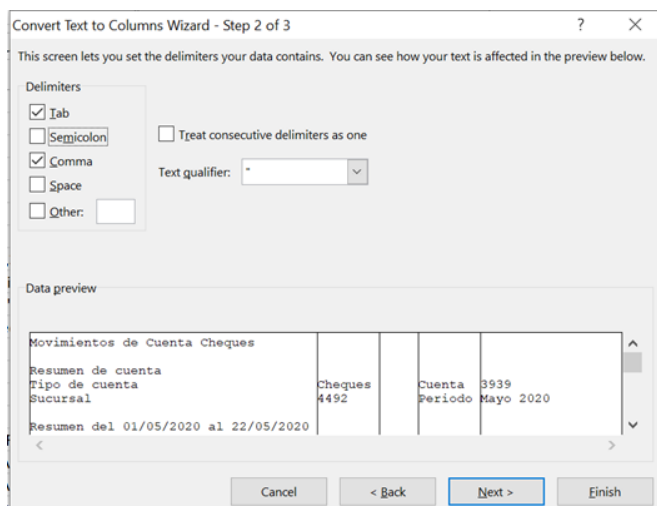 Convert Text to Columns Wizard - Step 2 of 3 ?
This screen lets you set the delimiters your data contains. You can see how your text is affected in the preview below.
Delimiters
Tab
Semicolon
Comma
Space
Other:
Treat consecutive delimiters as one
Text qualifier: "
Data preview
Movimientos de Cuenta Cheques
Resumen de cuenta
Tipo de cuenta Cheques Cuenta 3939
Sucursal 4492 Periodo Mayo 2020
Resumen del 01/05/2020 al 22/05/2020
Cancel < Back Next > Finish